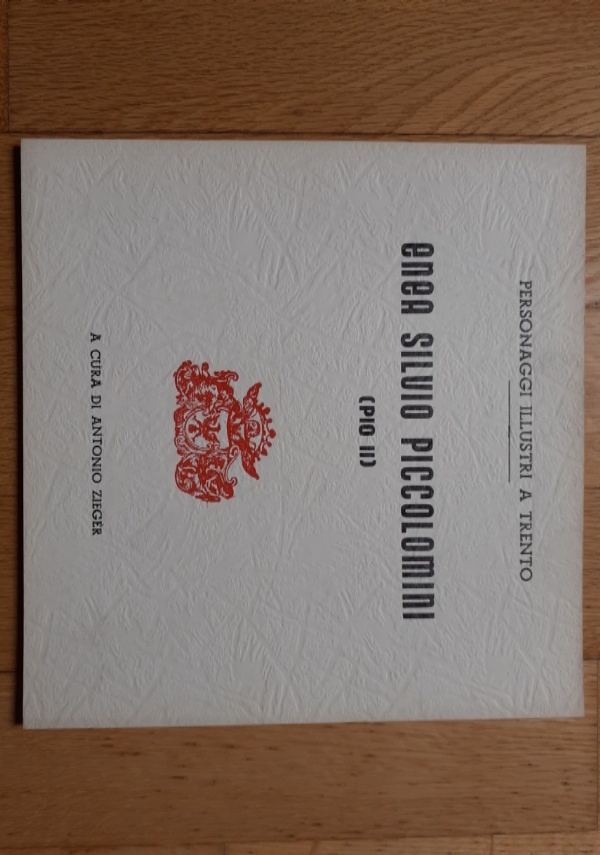 PERSONAGGI ILLUSTRI A TRENTO
eneA SILVIO PICCOLOMINI
(PIO II)
A CURA DI ANTONIO ZIEGER